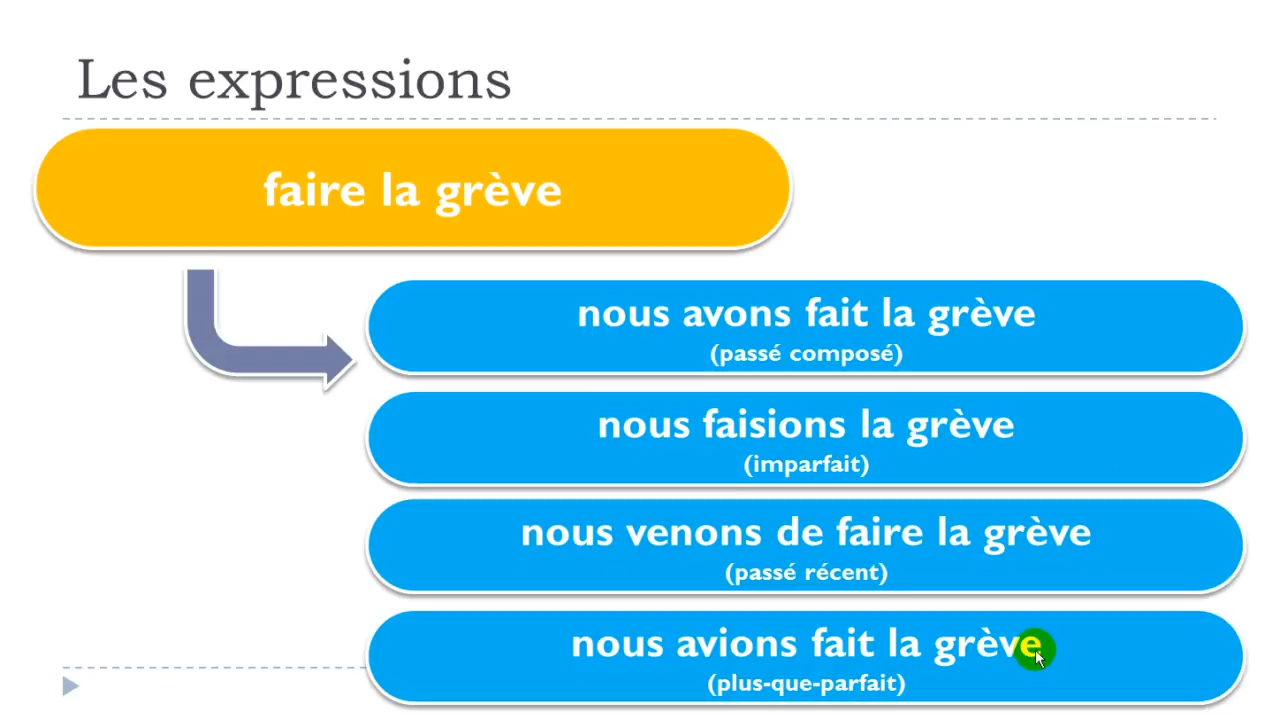 Les expressions
faire la grève
nous avons fait la grève
(passé composé)
nous faisions la grève
(imparfait)
nous venons de faire la grève
(passé récent)
nous avions fait la grève
(plus-que-parfait)